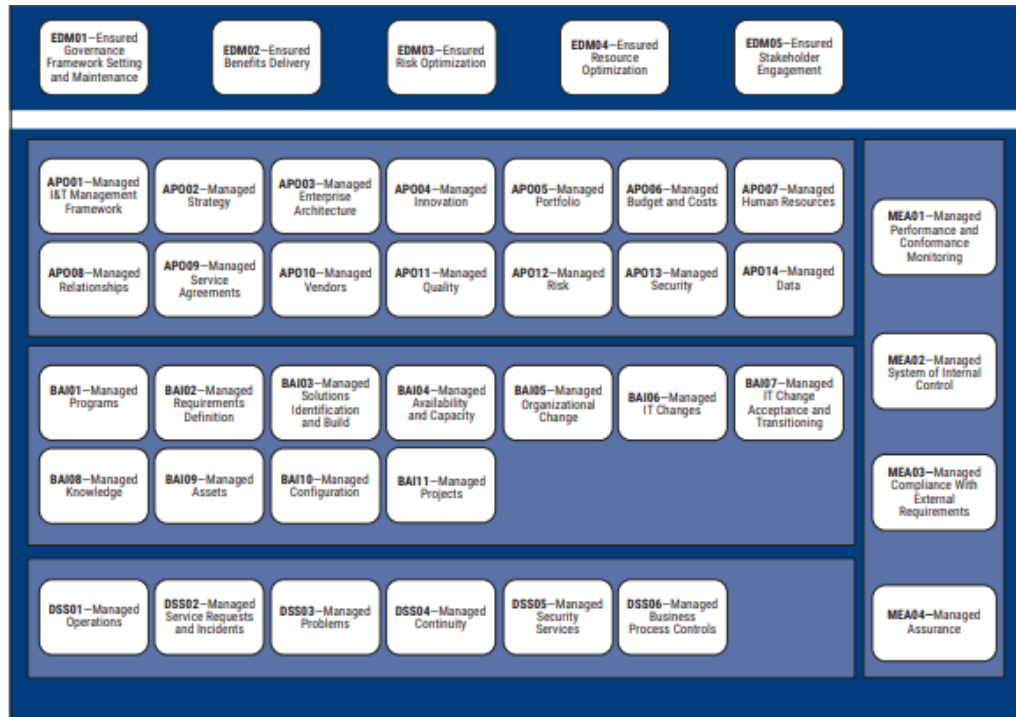 EDM01–Ensured
Governance
Framework Setting
and Maintenance
EDM02–Ensured
Benefits Delivery
EDM03–Ensured
Risk Optimization
EDM04–Ensured
Resource
Optimization
EDM05–Ensured
Stakeholder
Engagement
APO01–Managed
I&T Management
Framework
APO02–Managed
Strategy
APO03–Managed
Enterprise
Architecture
APO04–Managed
Innovation
APO05–Managed
Portfolio
APO06–Managed
Budget and Costs
APO07–Managed
Human Resources
APO08–Managed
Relationships
APO09–Managed
Service
Agreements
APO10–Managed
Vendors
APO11–Managed
Quality
APO12–Managed
Risk
APO13–Managed
Security
APO14–Managed
Data
BAI01–Managed
Programs
BAI02–Managed
Requirements
Definition
BAI03–Managed
Solutions
Identification
and Build
BAI04–Managed
Availability
and Capacity
BAI05–Managed
Organizational
Change
BAI06–Managed
IT Changes
BAI07–Managed
IT Change
Acceptance and
Transitioning
BAI08–Managed
Knowledge
BAI09–Managed
Assets
BAI10–Managed
Configuration
BAI11–Managed
Projects
DSS01–Managed
Operations
DSS02–Managed
Service Requests
and Incidents
DSS03–Managed
Problems
DSS04–Managed
Continuity
DSS05–Managed
Security
Services
DSS06–Managed
Business
Process Controls
MEA01–Managed
Performance and
Conformance
Monitoring
MEA02–Managed
System of Internal
Control
MEA03–Managed
Compliance With
External
Requirements
MEA04–Managed
Assurance